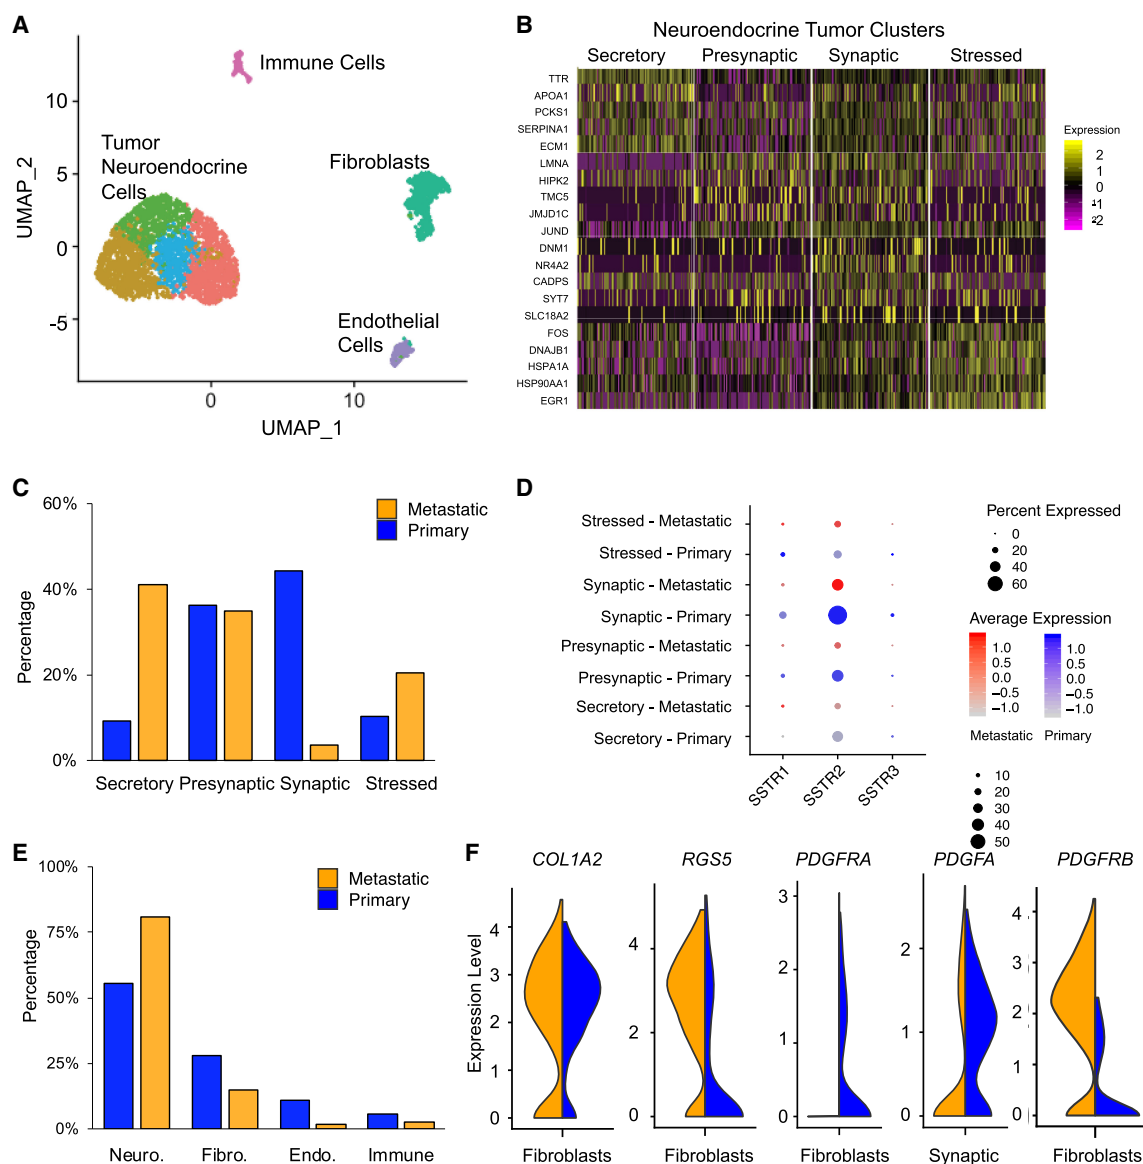 A
Immune Cells
Tumor
Neuroendocrine
Cells
Fibroblasts
Endothelial
Cells
UMAP_2
10
5
0
-5
0
10
UMAP_1
B
Neuroendocrine Tumor Clusters
Secretory
Presynaptic
Synaptic
Stressed
TTR
APOA1
PCKS1
SERPINA1
ECM1
LMNA
HIPK2
TMC5
JMJD1C
JUND
DNM1
NR4A2
CADPS
SYT7
SLC18A2
FOS
DNAJB1
HSPA1A
HSP90AA1
EGR1
Expression
2
1
0
-1
-2
C
60%
40%
20%
0%
Percentage
Metastatic
Primary
Secretory
Presynaptic
Synaptic
Stressed
D
Stressed - Metastatic
Stressed - Primary
Synaptic - Metastatic
Synaptic - Primary
Presynaptic - Metastatic
Presynaptic - Primary
Secretory - Metastatic
Secretory - Primary
SSTR1
SSTR2
SSTR3
Percent Expressed
0
20
40
60
Average Expression
1.0
0.5
0.0
−0.5
−1.0
1.0
0.5
0.0
−0.5
−1.0
Metastatic
Primary
10
20
30
40
50
E
100%
75%
50%
25%
0%
Percentage
Metastatic
Primary
Neuro.
Fibro.
Endo.
Immune
F
COL1A2
RGS5
PDGFRA
PDGFA
PDGFRB
Expression Level
4
3
2
1
0
4
2
0
3
2
1
0
2
1
0
4
3
2
1
0
Fibroblasts
Fibroblasts
Fibroblasts
Synaptic
Fibroblasts